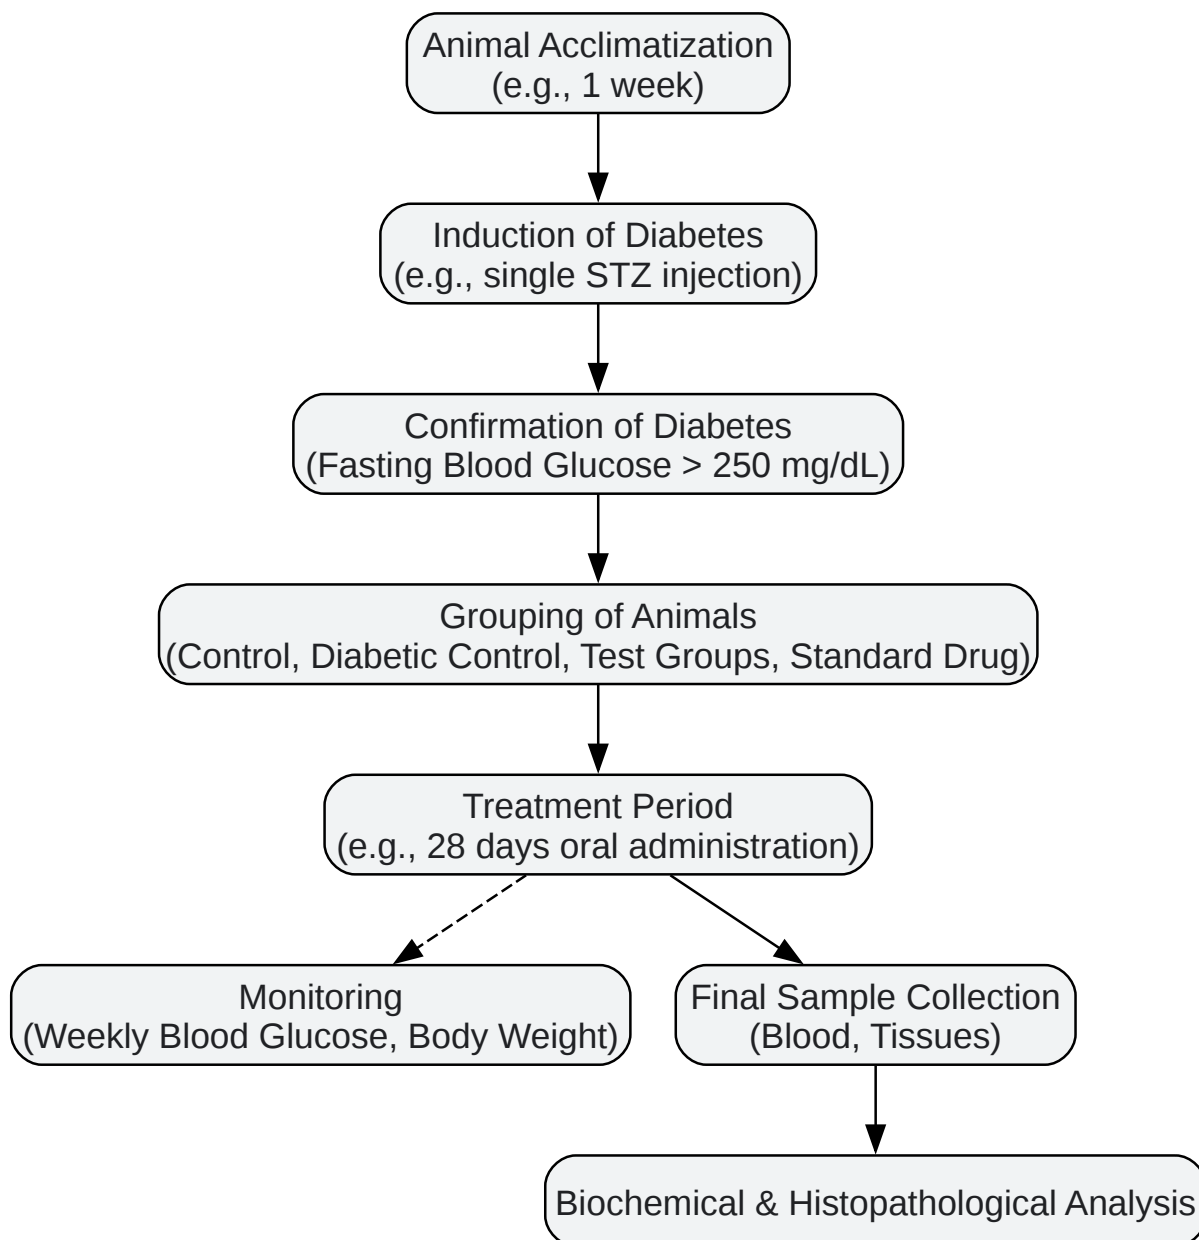 Animal Acclimatization
(e.g., 1 week)
Induction of Diabetes
(e.g., single STZ injection)
Confirmation of Diabetes
(Fasting Blood Glucose > 250 mg/dL)
Grouping of Animals
(Control, Diabetic Control, Test Groups, Standard Drug)
Treatment Period
(e.g., 28 days oral administration)
Monitoring
(Weekly Blood Glucose, Body Weight)
Final Sample Collection
(Blood, Tissues)
Biochemical & Histopathological Analysis